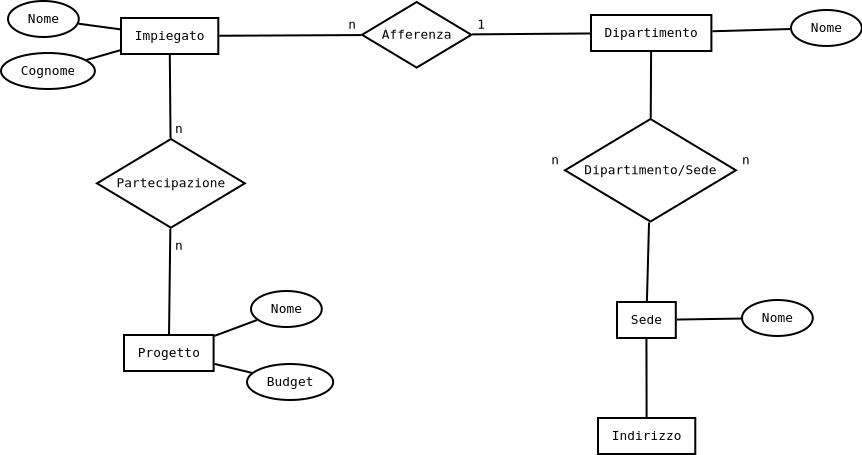 Nome
Impiegato
n
Afferenza
1
Dipartimento
Nome
Cognome
n
Partecipazione
n
n
Dipartimento/Sede
n
Nome
Progetto
Budget
Sede
Nome
Indirizzo